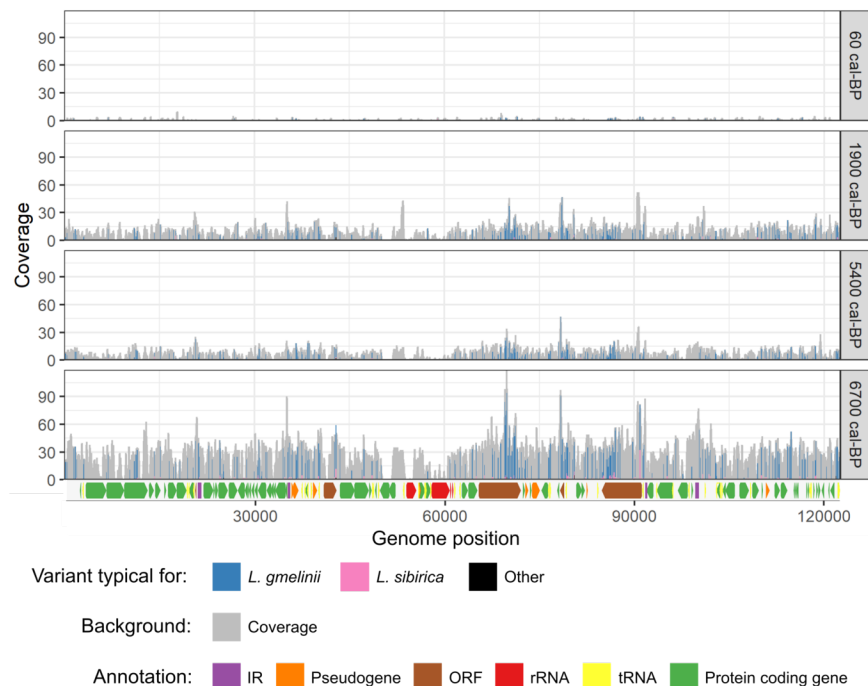 90
60
30
0
60 cal-BP
90
60
30
0
1900 cal-BP
90
60
30
0
5400 cal-BP
90
60
30
0
6700 cal-BP
Coverage
30000 60000 90000 120000
Genome position
Variant typical for: L. gmelinii L. sibirica Other
Background: Coverage
Annotation: IR Pseudogene ORF rRNA tRNA Protein coding gene